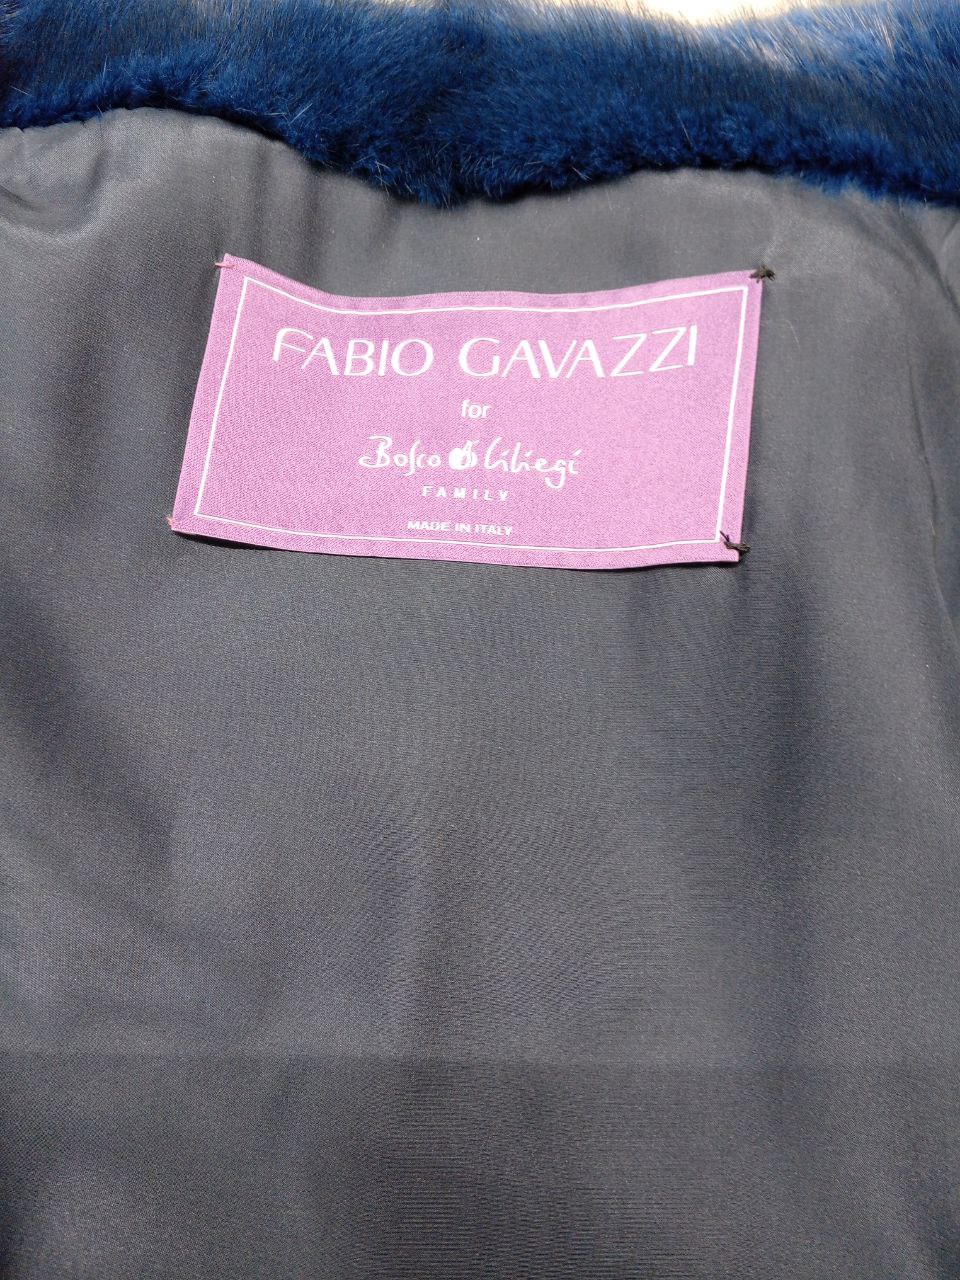 FABIO GAVAZZI
for
Bosco di Ciliegi
FAMILY
MADE IN ITALY